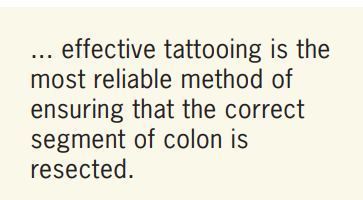 ... effective tattooing is the
most reliable method of
ensuring that the correct
segment of colon is
resected.